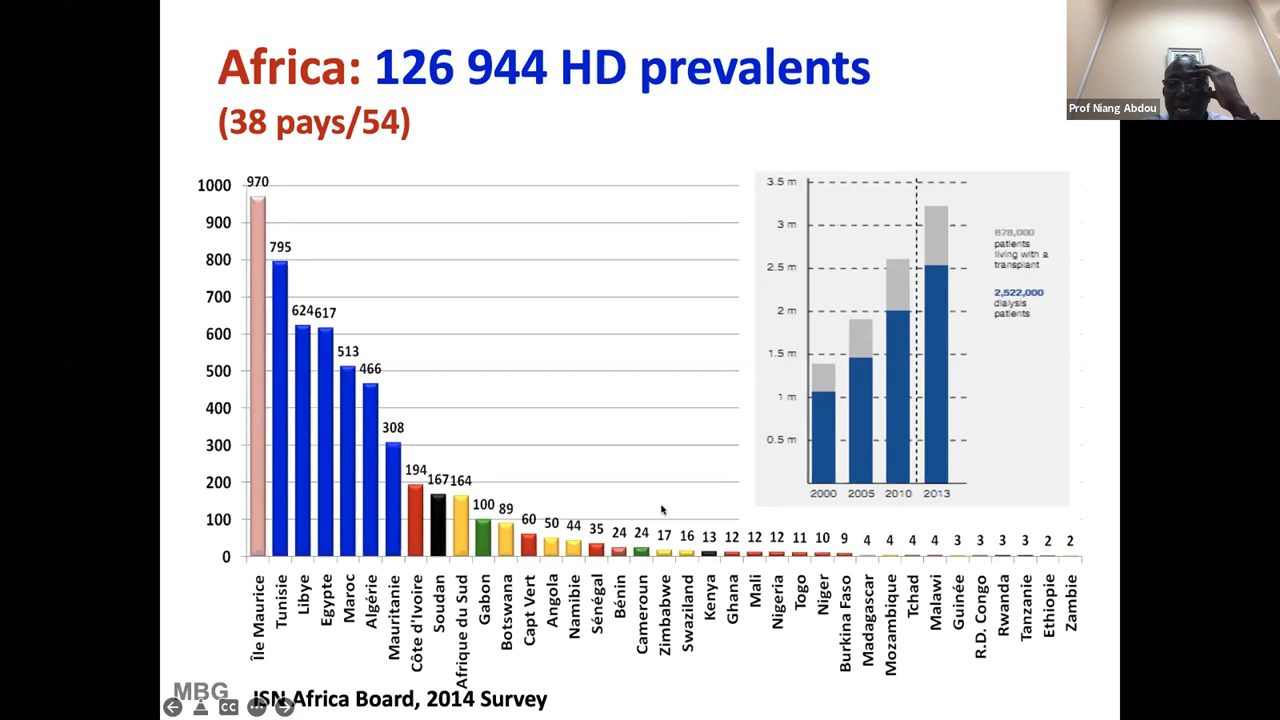 Africa: 126 944 HD prevalents
(38 pays/54)
Prof Niang Abdou
1000
900
800
700
600
500
400
300
200
100
0
970
795
624
617
513
466
308
194
167
164
100
89
60
50
44
35
24
24
17
16
13
12
12
12
11
10
9
4
4
4
4
3
3
3
3
2
2
Île Maurice
Tunisie
Libye
Egypte
Maroc
Algérie
Mauritanie
Côte d'Ivoire
Soudan
Afrique du Sud
Gabon
Botswana
Capt Vert
Angola
Namibie
Sénégal
Bénin
Cameroun
Zimbabwe
Swaziland
Kenya
Ghana
Mali
Nigeria
Togo
Niger
Burkina Faso
Madagascar
Mozambique
Tchad
Malawi
Guinée
R.D. Congo
Rwanda
Tanzanie
Ethiopie
Zambie
3.5 m
3 m
2.5 m
2 m
1.5 m
1 m
0.5 m
2000
2005
2010
2013
678,000
patients
living with a
transplant
2,522,000
dialysis
patients
MBG
ISN Africa Board, 2014 Survey
CC